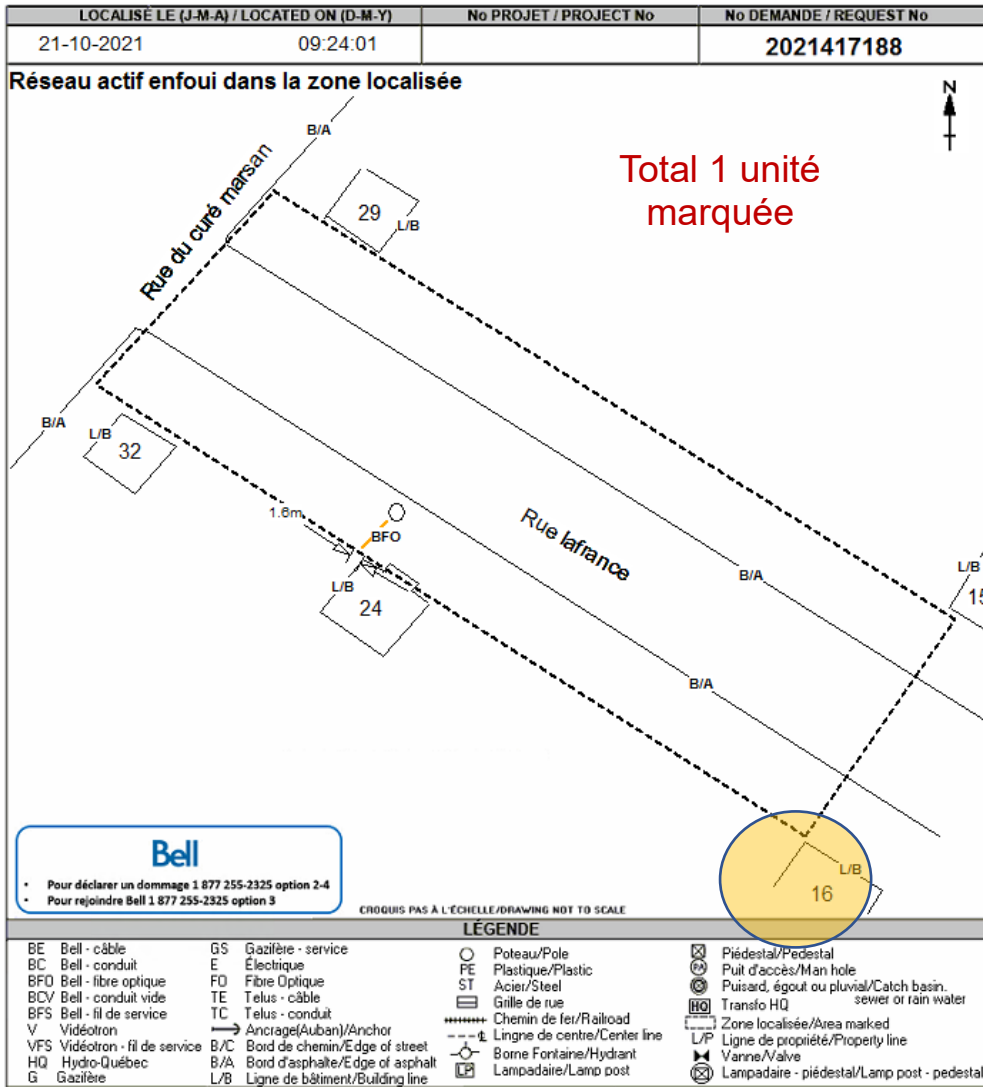 LOCALISÉ LE (J-M-A) / LOCATED ON (D-M-Y)
No PROJET / PROJECT No
No DEMANDE / REQUEST No
21-10-2021 09:24:01
2021417188
Réseau actif enfoui dans la zone localisée
N
B/A
Total 1 unité
marquée
Rue du curé marsan
29
L/B
B/A
L/B
32
1.6m
BFO
Rue lafrance
L/B
24
B/A
L/B
15
B/A
L/B
16
Bell
• Pour déclarer un dommage 1 877 255-2325 option 2-4
• Pour rejoindre Bell 1 877 255-2325 option 3
CROQUIS PAS À L'ÉCHELLE/DRAWING NOT TO SCALE
LÉGENDE
BE Bell - câble
BC Bell - conduit
BFO Bell - fibre optique
BCV Bell - conduit vide
BFS Bell - fil de service
V Vidéotron
VFS Vidéotron - fil de service
HQ Hydro-Québec
G Gazifère
GS Gazifère - service
E Électrique
FO Fibre Optique
TE Telus - câble
TC Telus - conduit
Ancrage(Auban)/Anchor
B/C Bord de chemin/Edge of street
B/A Bord d'asphalte/Edge of asphalt
L/B Ligne de bâtiment/Building line
Poteau/Pole
PE Plastique/Plastic
ST Acier/Steel
Grille de rue
Chemin de fer/Railroad
Lingne de centre/Center line
Borne Fontaine/Hydrant
LP Lampadaire/Lamp post
Piédestal/Pedestal
PA Puit d'accès/Man hole
Puisard, égout ou pluvial/Catch basin.
sewer or rain water
HQ Transfo HQ
Zone localisée/Area marked
L/P Ligne de propriété/Property line
Vanne/Valve
Lampadaire - piédestal/Lamp post - pedestal